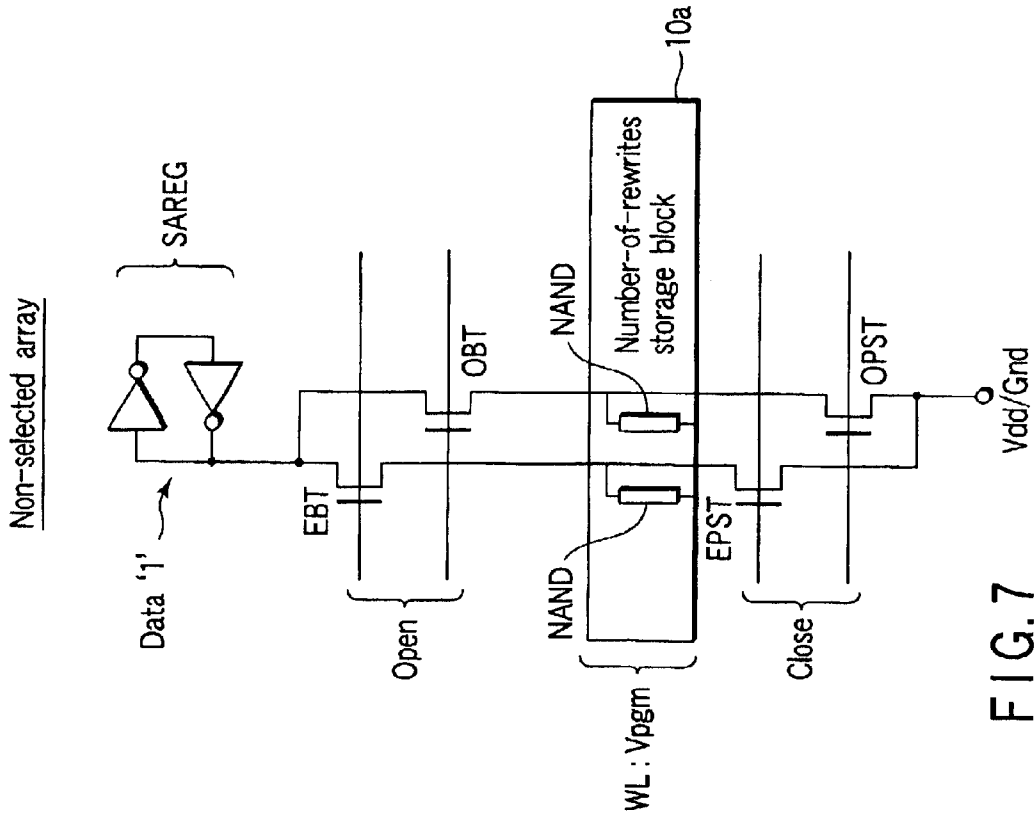 Non-selected array
SAREG
Data ‘1’
EBT
OBT
Open
NAND
NAND
Number-of-rewrites
storage block
10a
WL : Vpgm
EPST
OPST
Close
Vdd/Gnd
FIG. 7